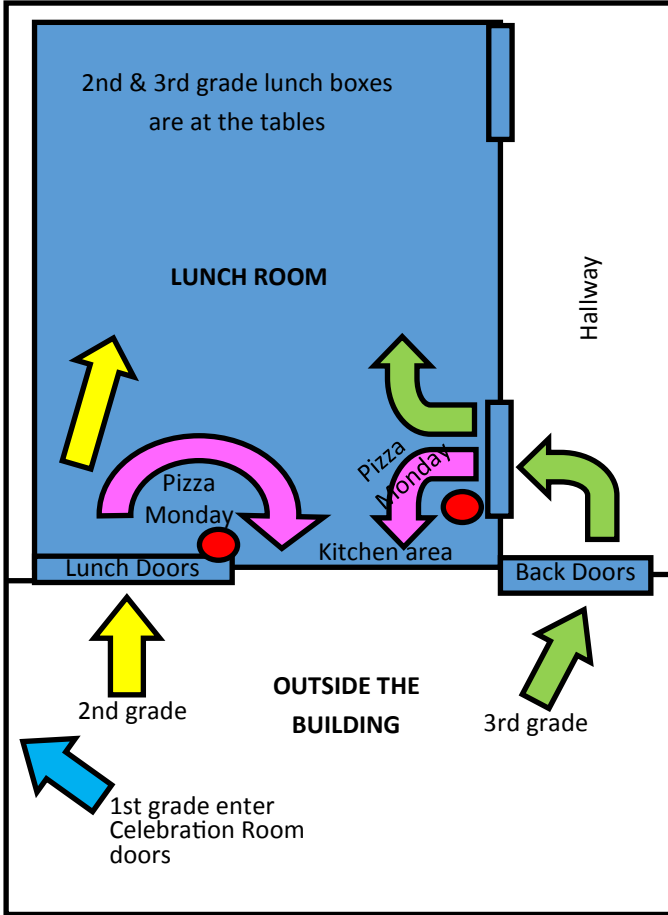 2nd & 3rd grade lunch boxes
are at the tables
LUNCH ROOM
Hallway
Pizza
Monday
Pizza
Monday
Kitchen area
Lunch Doors
Back Doors
2nd grade
OUTSIDE THE
BUILDING
3rd grade
1st grade enter
Celebration Room
doors